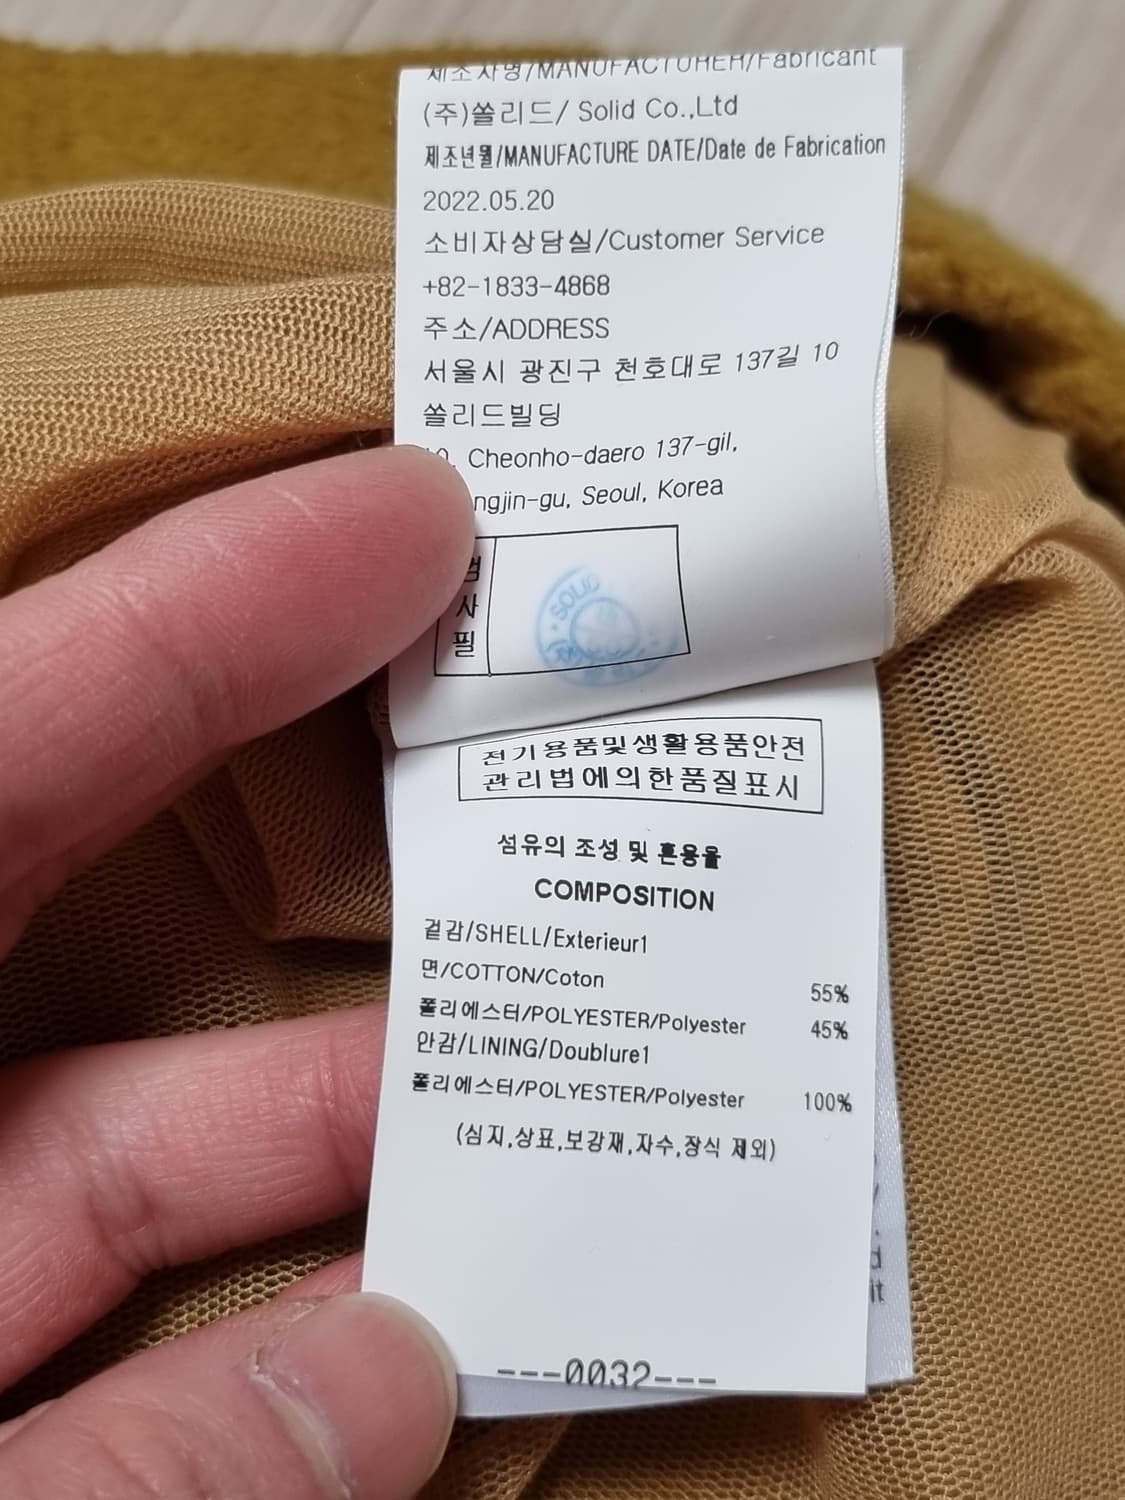 제조자명/MANUFACTURER/Fabricant
(주)쏠리드/ Solid Co.,Ltd
제조년월/MANUFACTURE DATE/Date de Fabrication
2022.05.20
소비자상담실/Customer Service
+82-1833-4868
주소/ADDRESS
서울시 광진구 천호대로 137길 10
쏠리드빌딩
Cheonho-daero 137-gil,
Seoul, Korea
검
사
필
SOLID
전기용품및생활용품안전
관리법에의한품질표시
섬유의 조성 및 혼용율
COMPOSITION
겉감/SHELL/Exterieur1
면/COTTON/Coton 55%
폴리에스터/POLYESTER/Polyester 45%
안감/LINING/Doublure1
폴리에스터/POLYESTER/Polyester 100%
(심지,상표,보강재,자수,장식 제외)
---0032---